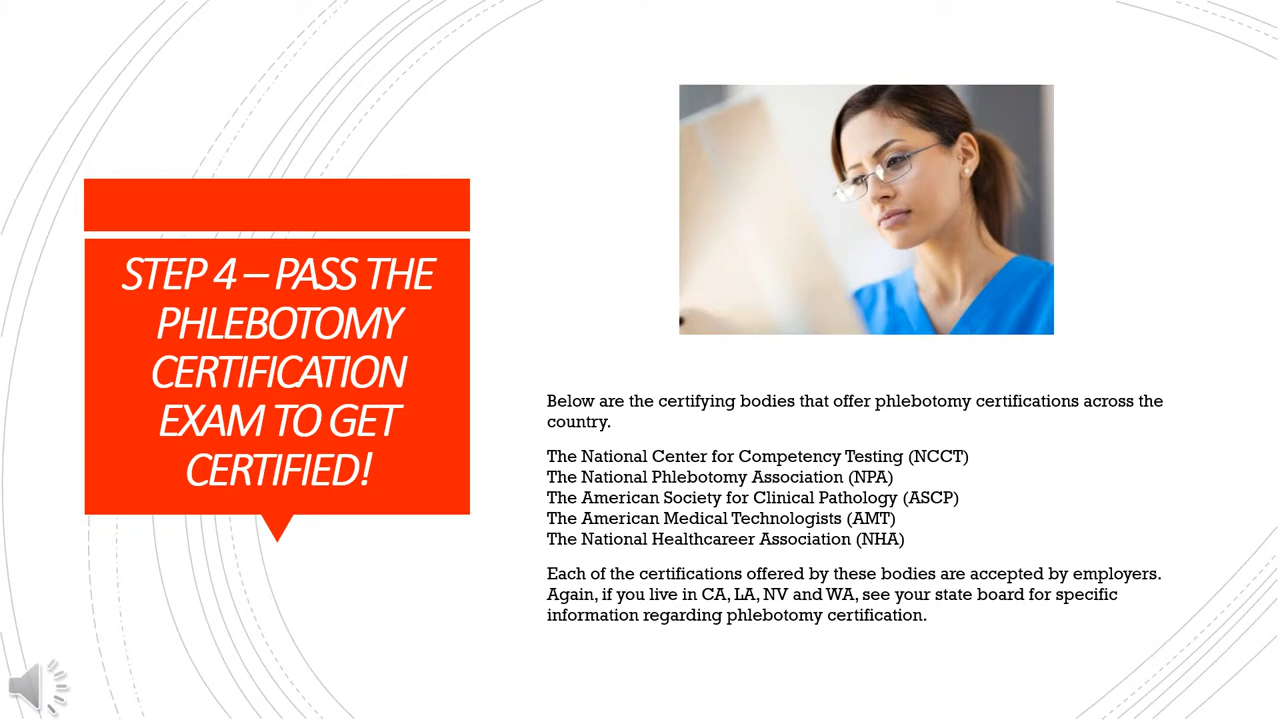 STEP 4 – PASS THE
PHLEBOTOMY
CERTIFICATION
EXAM TO GET
CERTIFIED!
Below are the certifying bodies that offer phlebotomy certifications across the
country.
The National Center for Competency Testing (NCCT)
The National Phlebotomy Association (NPA)
The American Society for Clinical Pathology (ASCP)
The American Medical Technologists (AMT)
The National Healthcareer Association (NHA)
Each of the certifications offered by these bodies are accepted by employers.
Again, if you live in CA, LA, NV and WA, see your state board for specific
information regarding phlebotomy certification.